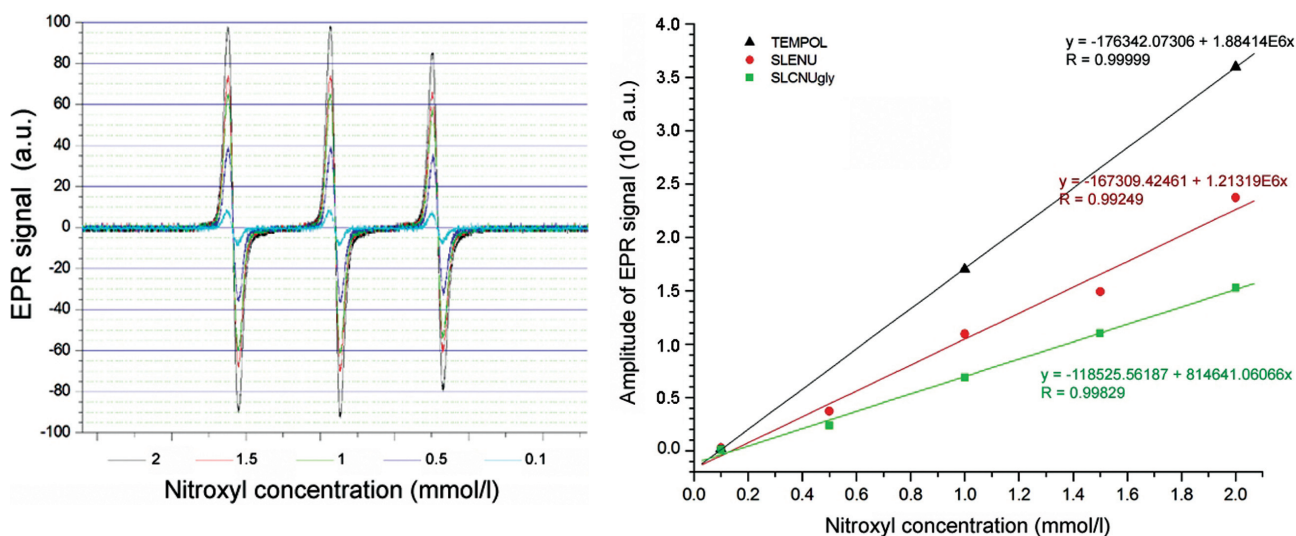 100
80
60
40
20
0
-20
-40
-60
-80
-100
EPR signal (a.u.)
2 1.5 1 0.5 0.1
Nitroxyl concentration (mmol/l)
4.0
3.5
3.0
2.5
2.0
1.5
1.0
0.5
0.0
Amplitude of EPR signal (10⁶ a.u.)
TEMPOL
SLENU
SLCNUgly
y = -176342.07306 + 1.88414E6x
R = 0.99999
y = -167309.42461 + 1.21319E6x
R = 0.99249
y = -118525.56187 + 814641.06066x
R = 0.99829
0.0 0.2 0.4 0.6 0.8 1.0 1.2 1.4 1.6 1.8 2.0
Nitroxyl concentration (mmol/l)